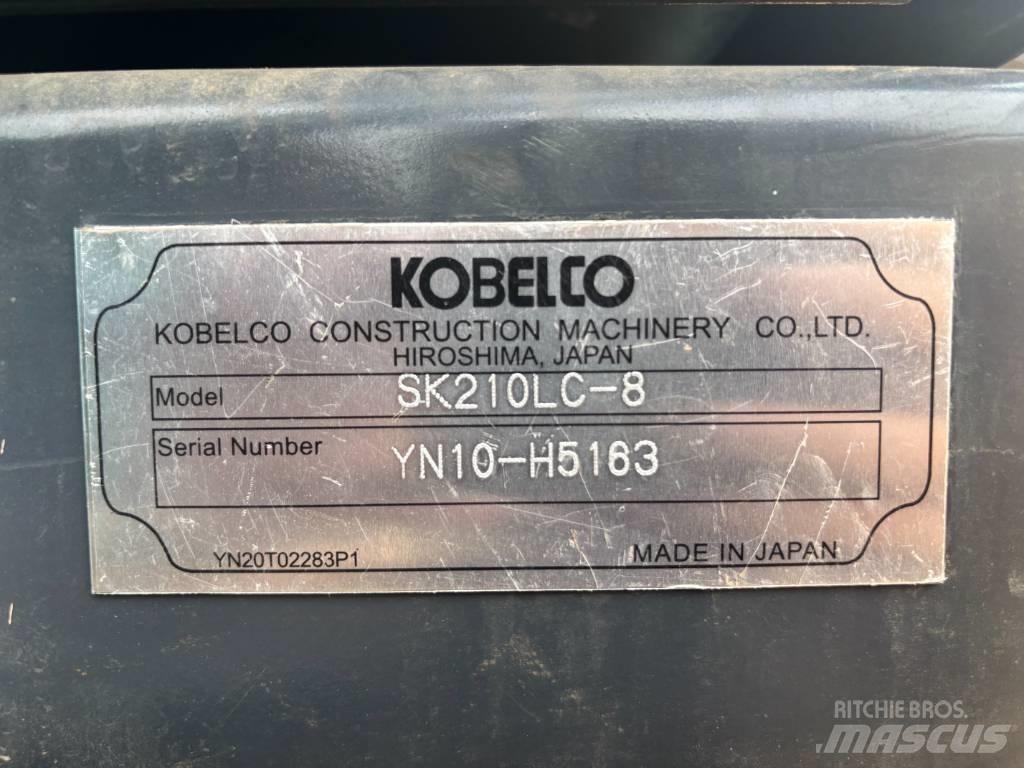 KOBELCO
KOBELCO CONSTRUCTION MACHINERY CO.,LTD.
HIROSHIMA, JAPAN
Model SK210LC-8
Serial Number YN10-H5163
YN20T02283P1 MADE IN JAPAN
RITCHIE BROS.
MASCUS